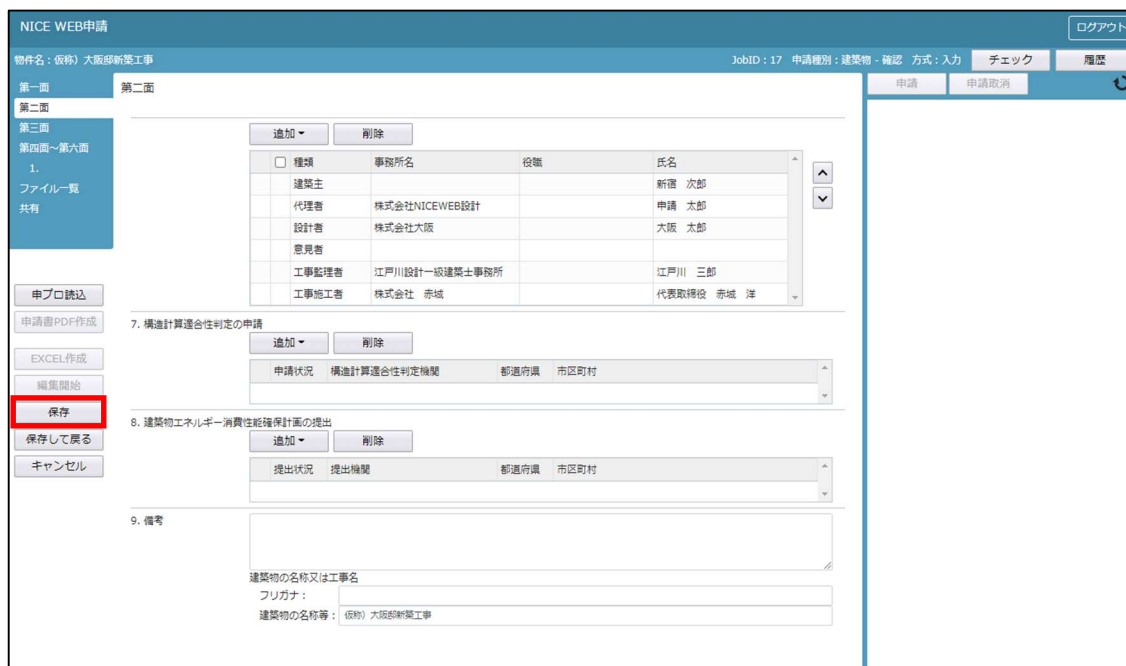 NICE WEB申請
ログアウト
物件名：仮称）大阪邸新築工事
JobID：17 申請種別：建築物 - 確認 方式：入力 チェック 履歴
第一面
第二面
第三面
第四面～第六面
1.
ファイル一覧
共有
申プロ読込
申請書PDF作成
EXCEL作成
編集開始
保存
保存して戻る
キャンセル
第二面
追加 削除
種類 事務所名 役職 氏名
建築主 新宿 次郎
代理者 株式会社NICEWEB設計 申請 太郎
設計者 株式会社大阪 大阪 太郎
意見者
工事監理者 江戸川設計一級建築士事務所 江戸川 三郎
工事施工者 株式会社 赤城 代表取締役 赤城 洋
7. 構造計算適合性判定の申請
追加 削除
申請状況 構造計算適合性判定機関 都道府県 市区町村
8. 建築物エネルギー消費性能確保計画の提出
追加 削除
提出状況 提出機関 都道府県 市区町村
9. 備考
建築物の名称又は工事名
フリガナ：
建築物の名称等： 仮称）大阪邸新築工事
申請 申請取消